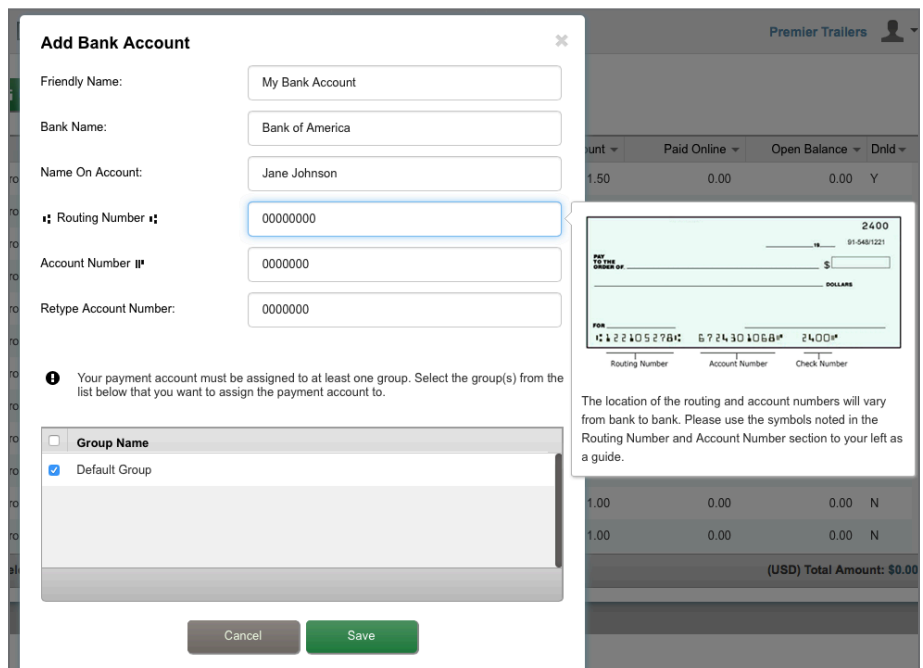 Premier Trailers
Add Bank Account
Friendly Name:
My Bank Account
Bank Name:
Bank of America
Name On Account:
Jane Johnson
⑆ Routing Number ⑆
00000000
Account Number ⑈
0000000
Retype Account Number:
0000000
Your payment account must be assigned to at least one group. Select the group(s) from the
list below that you want to assign the payment account to.
Group Name
Default Group
Cancel
Save
Paid Online
Open Balance
Dnld
1.50 0.00 0.00 Y
2400
91-548/1221
19
PAY
TO THE
ORDER OF
$
DOLLARS
FOR
⑆122105278⑆ 6724301068⑈ 2400⑈
Routing Number
Account Number
Check Number
The location of the routing and account numbers will vary
from bank to bank. Please use the symbols noted in the
Routing Number and Account Number section to your left as
a guide.
1.00 0.00 0.00 N
1.00 0.00 0.00 N
(USD) Total Amount: $0.00